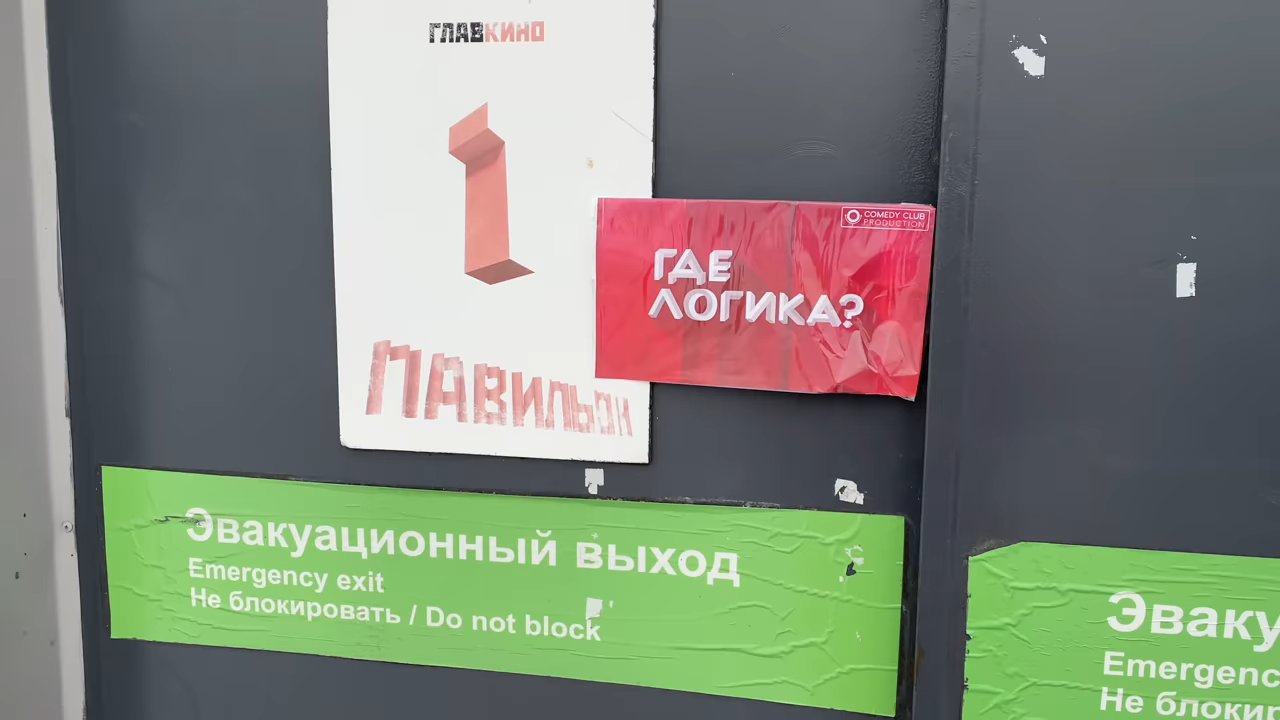 ГЛАВКИНО
1
ПАВИЛЬОН
COMEDY CLUB
PRODUCTION
ГДЕ
ЛОГИКА?
Эвакуационный выход
Emergency exit
Не блокировать / Do not block
Эваку
Emergenc
Не блокир